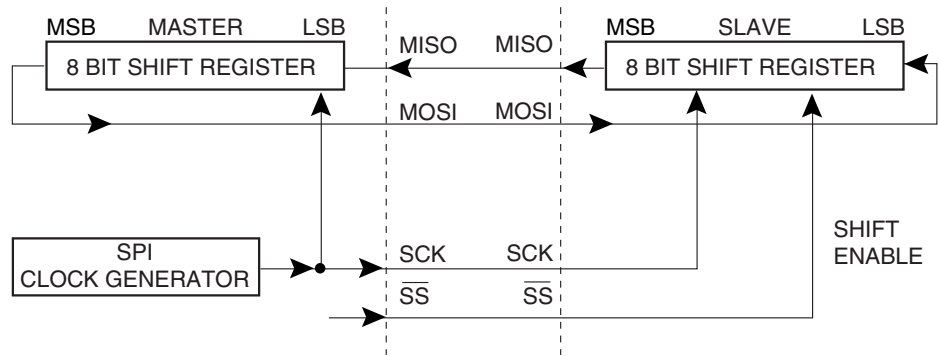 MSB MASTER LSB
8 BIT SHIFT REGISTER
MISO MISO
MSB SLAVE LSB
8 BIT SHIFT REGISTER
MOSI MOSI
SPI
CLOCK GENERATOR
SCK SCK
SS SS
SHIFT
ENABLE